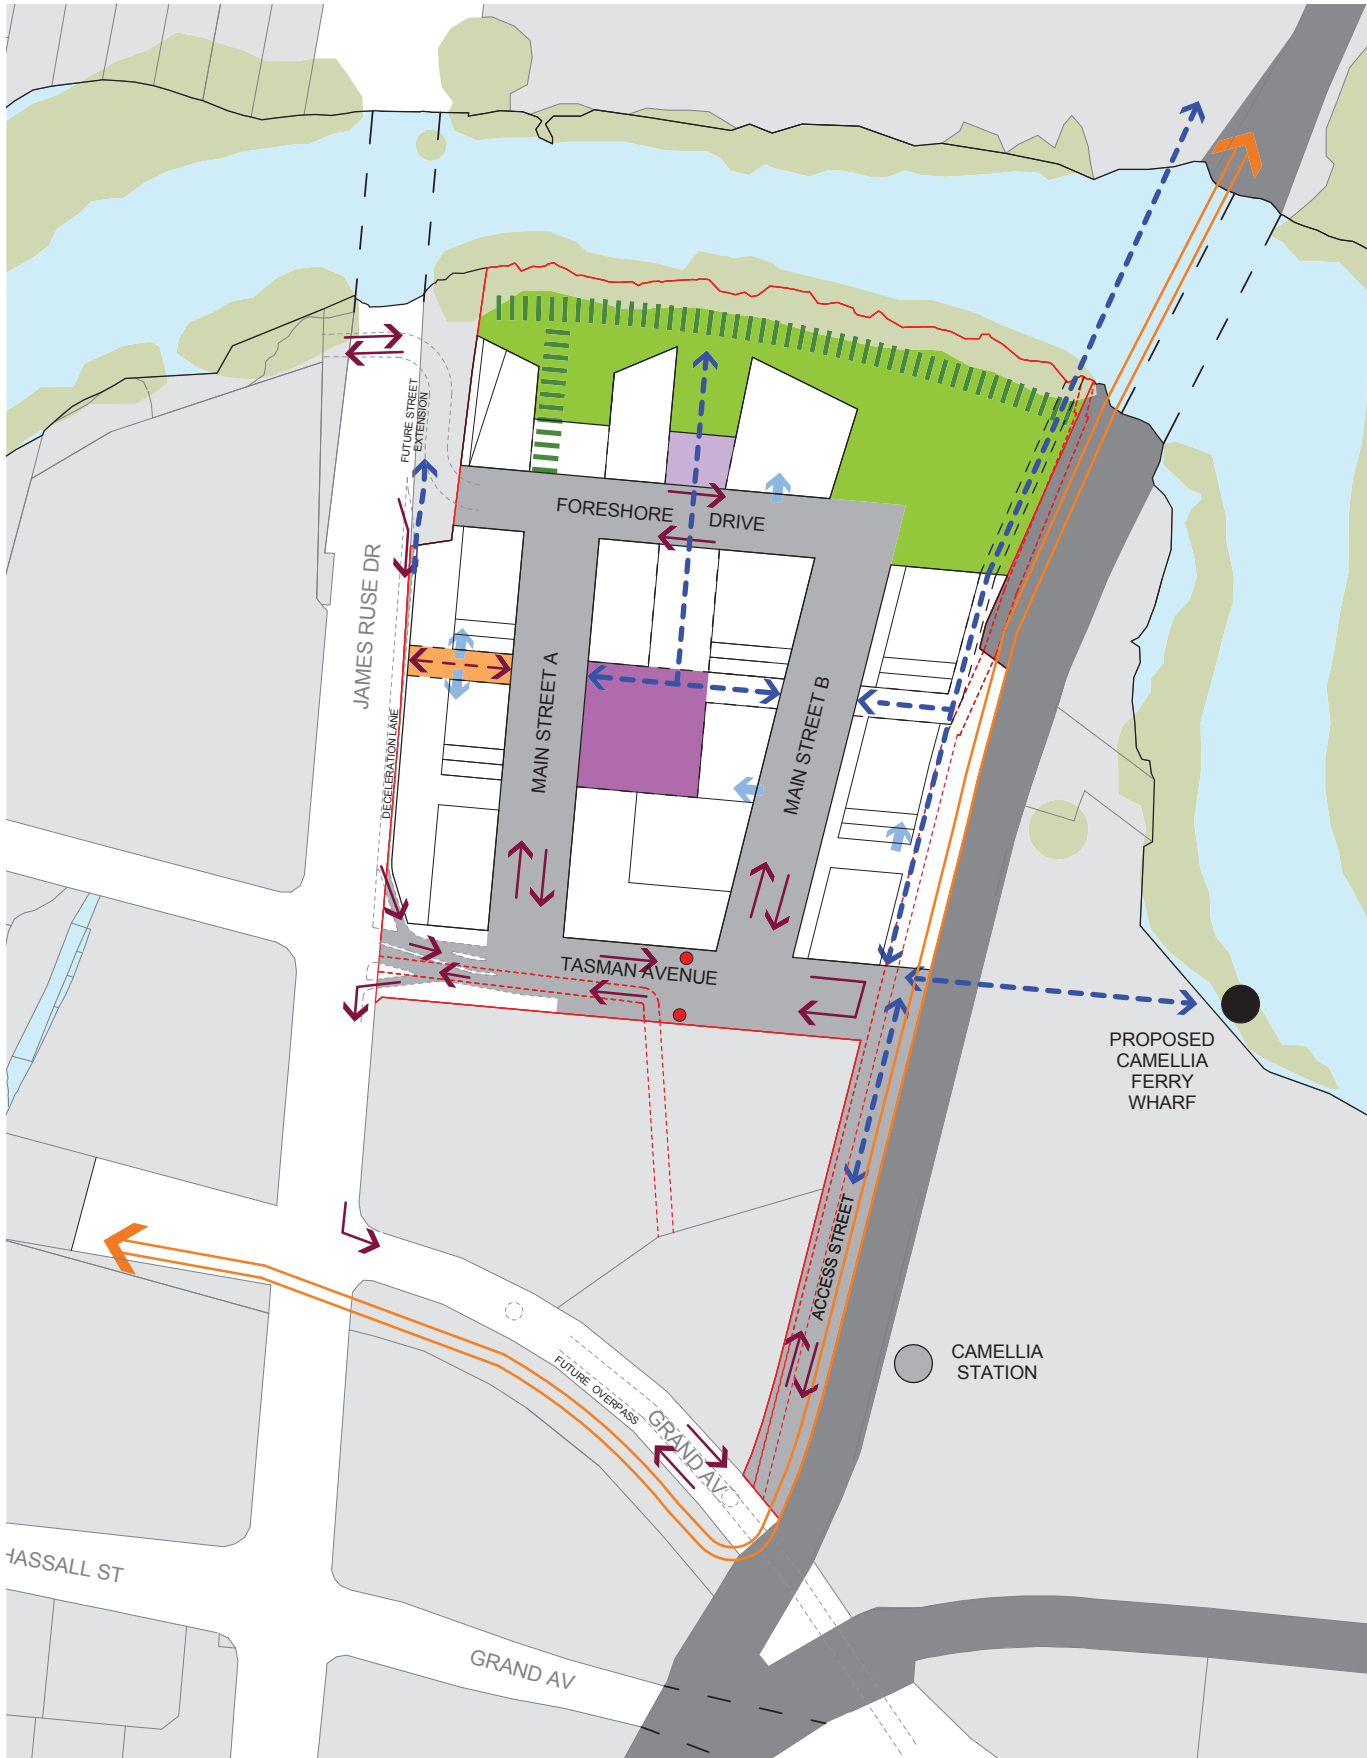 FUTURE STREET
EXTENSION
FORESHORE DRIVE
JAMES RUSE DR
MAIN STREET A
MAIN STREET B
DECELERATION LANE
TASMAN AVENUE
PROPOSED
CAMELLIA
FERRY
WHARF
ACCESS STREET
CAMELLIA
STATION
FUTURE OVERPASS
GRAND AV
HASSALL ST
GRAND AV